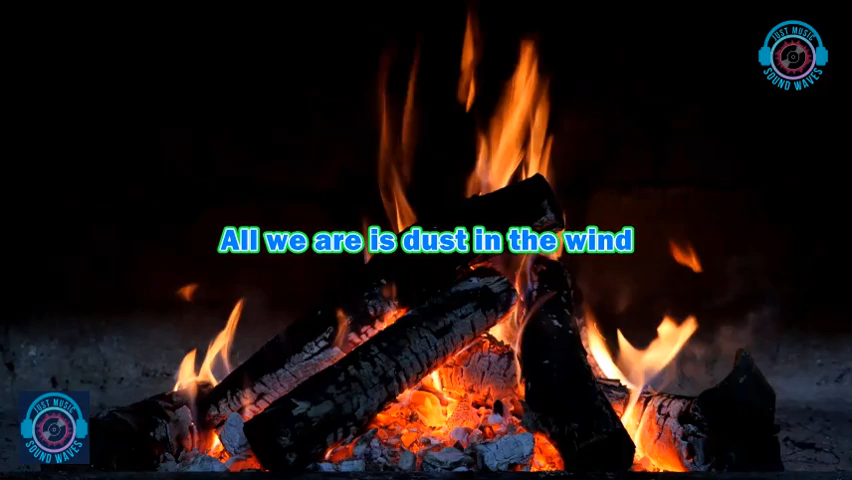 JUST MUSIC
SOUND WAVES
All we are is dust in the wind
JUST MUSIC
SOUND WAVES